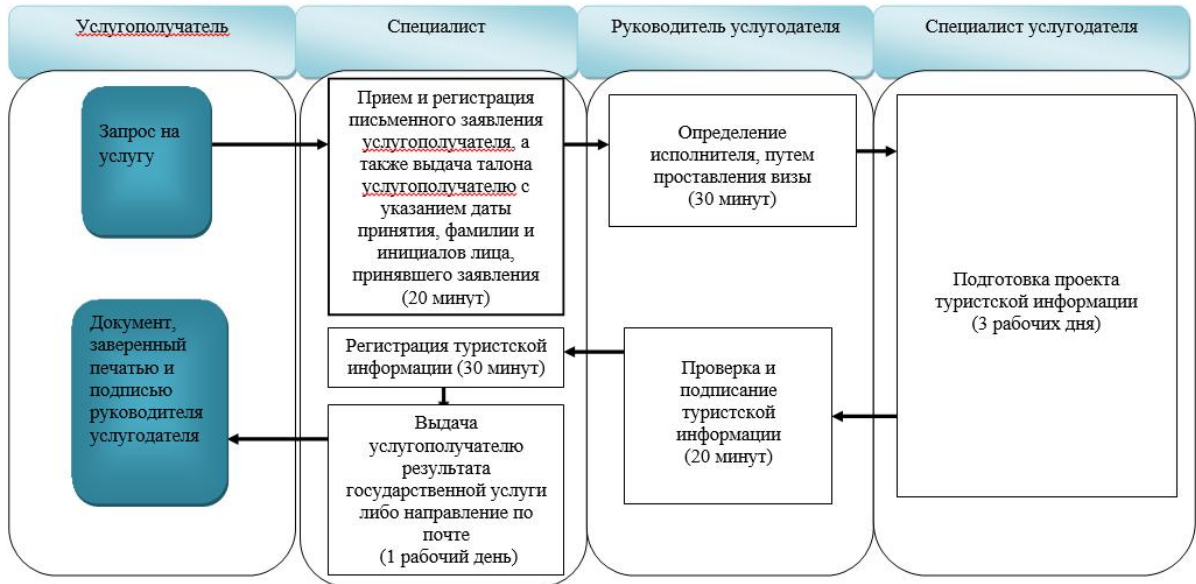 Услугополучатель
Специалист
Руководитель услугодателя
Специалист услугодателя
Запрос на
услугу
Прием и регистрация
письменного заявления
услугополучателя, а
также выдача талона
услугополучателю с
указанием даты
принятия, фамилии и
инициалов лица,
принявшего заявления
(20 минут)
Определение
исполнителя, путем
проставления визы
(30 минут)
Подготовка проекта
туристской информации
(3 рабочих дня)
Проверка и
подписание
туристской
информации
(20 минут)
Регистрация туристской
информации (30 минут)
Выдача
услугополучателю
результата
государственной услуги
либо направление по
почте
(1 рабочий день)
Документ,
заверенный
печатью и
подписью
руководителя
услугодателя